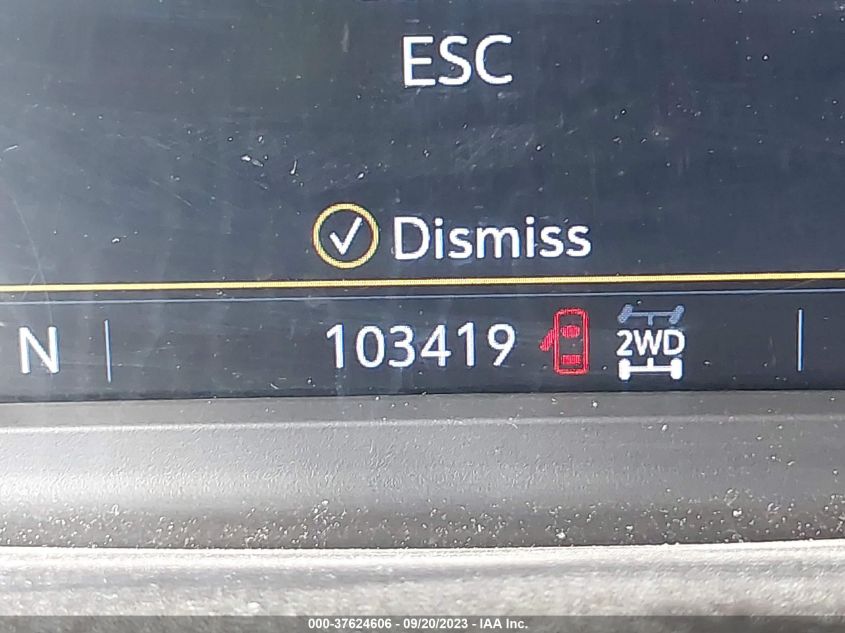 ESC
Dismiss
N 103419 2WD
000-37624606 - 09/20/2023 - IAA Inc.